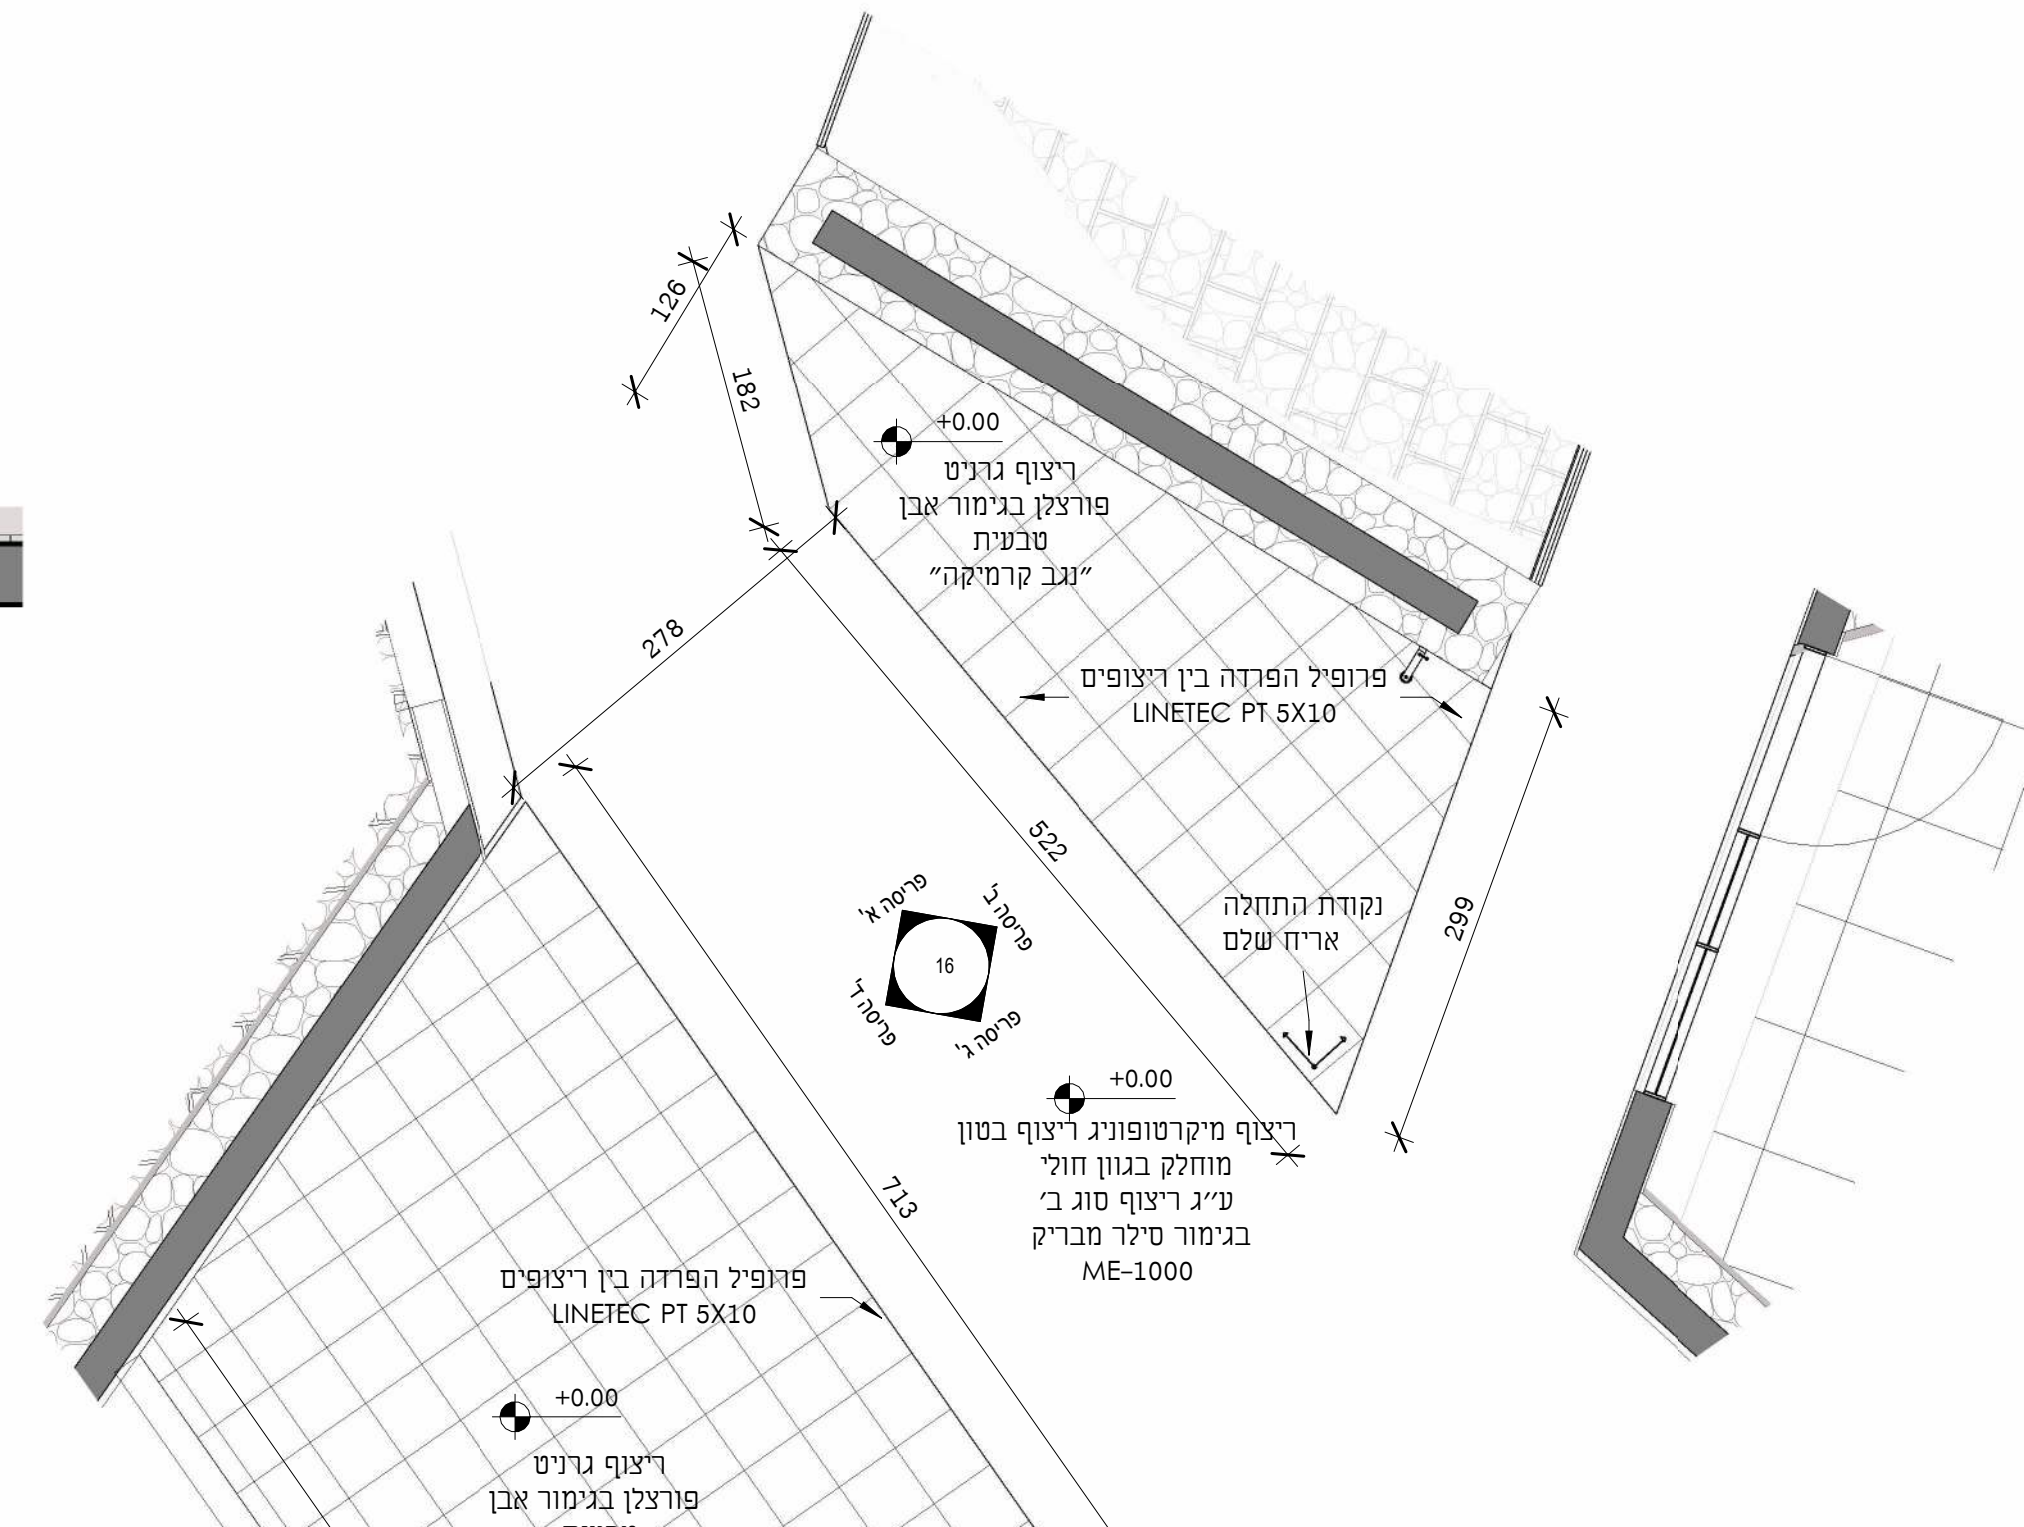 126
182
+0.00
ריצוף גרניט
פורצלן בגימור אבן
טבעית
״נגב קרמיקה״
278
פרופיל הפרדה בין ריצופים
LINETEC PT 5X10
522
299
נקודת התחלה
אריח שלם
פריסה א'
פריסה ב'
16
פריסה ד'
פריסה ג'
+0.00
ריצוף מיקרוטופוניג ריצוף בטון
מוחלק בגוון חולי
ע״ג ריצוף סוג ב׳
בגימור סילר מבריק
ME-1000
713
פרופיל הפרדה בין ריצופים
LINETEC PT 5X10
+0.00
ריצוף גרניט
פורצלן בגימור אבן